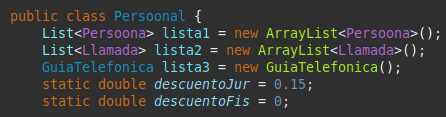 public class Persoonal {
List<Persoona> lista1 = new ArrayList<Persoona>();
List<Llamada> lista2 = new ArrayList<Llamada>();
GuiaTelefonica lista3 = new GuiaTelefonica();
static double descuentoJur = 0.15;
static double descuentoFis = 0;